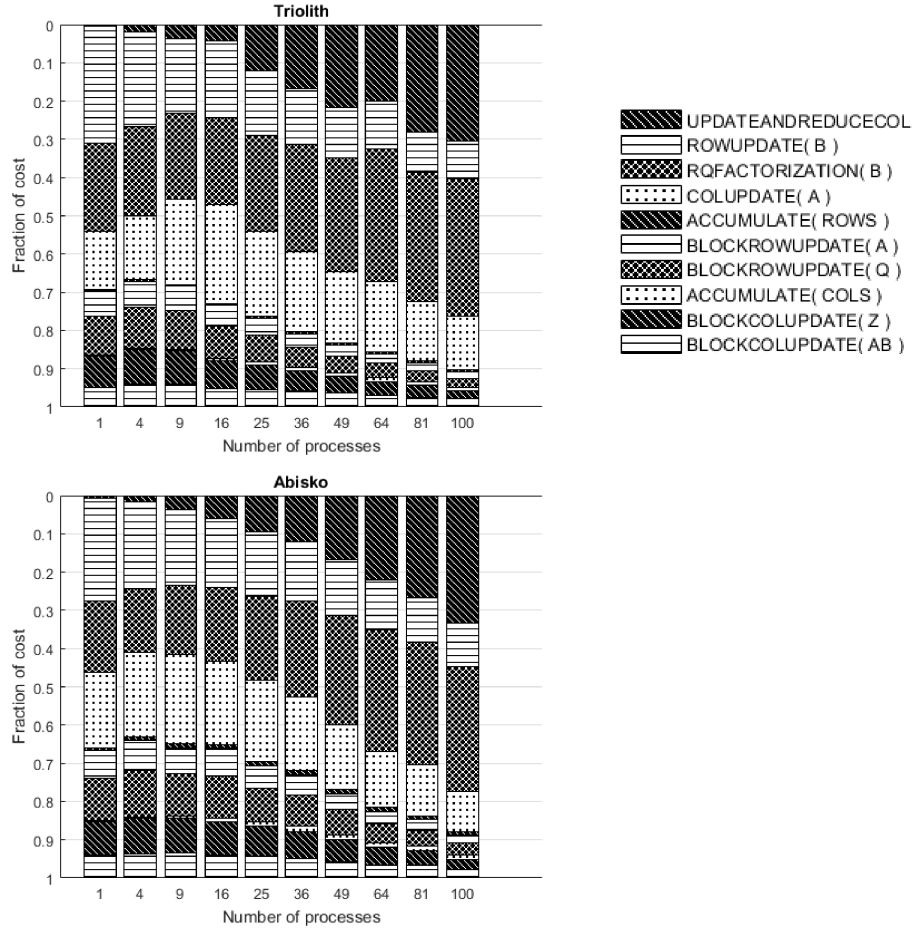 Triolith
0
0.1
0.2
0.3
0.4
0.5
0.6
0.7
0.8
0.9
1
Fraction of cost
1 4 9 16 25 36 49 64 81 100
Number of processes
UPDATEANDREDUCECOL
ROWUPDATE( B )
RQFACTORIZATION( B )
COLUPDATE( A )
ACCUMULATE( ROWS )
BLOCKROWUPDATE( A )
BLOCKROWUPDATE( Q )
ACCUMULATE( COLS )
BLOCKCOLUPDATE( Z )
BLOCKCOLUPDATE( AB )
Abisko
0
0.1
0.2
0.3
0.4
0.5
0.6
0.7
0.8
0.9
1
Fraction of cost
1 4 9 16 25 36 49 64 81 100
Number of processes